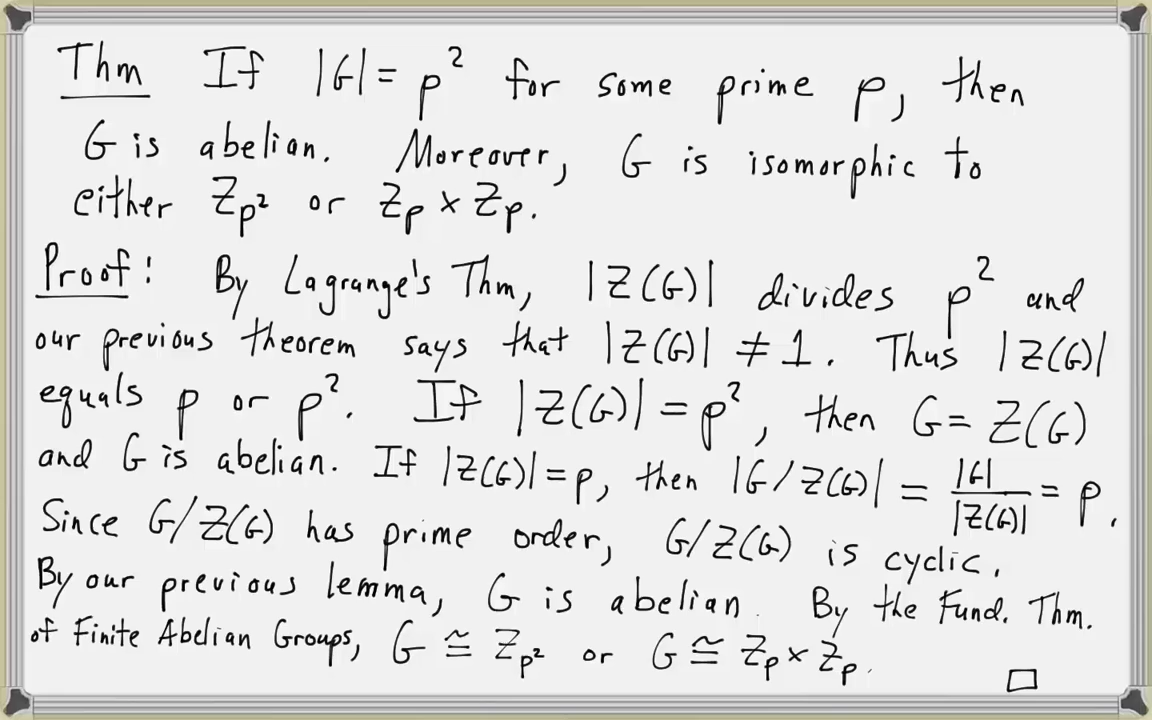 Thm If |G| = p² for some prime p, then
G is abelian. Moreover, G is isomorphic to
either Z_{p²} or Z_p × Z_p.
Proof: By Lagrange's Thm, |Z(G)| divides p² and
our previous theorem says that |Z(G)| ≠ 1. Thus |Z(G)|
equals p or p². If |Z(G)| = p², then G = Z(G)
and G is abelian. If |Z(G)| = p, then |G/Z(G)| = |G|/|Z(G)| = p.
Since G/Z(G) has prime order, G/Z(G) is cyclic.
By our previous lemma, G is abelian. By the Fund. Thm.
of Finite Abelian Groups, G ≅ Z_{p²} or G ≅ Z_p × Z_p. □